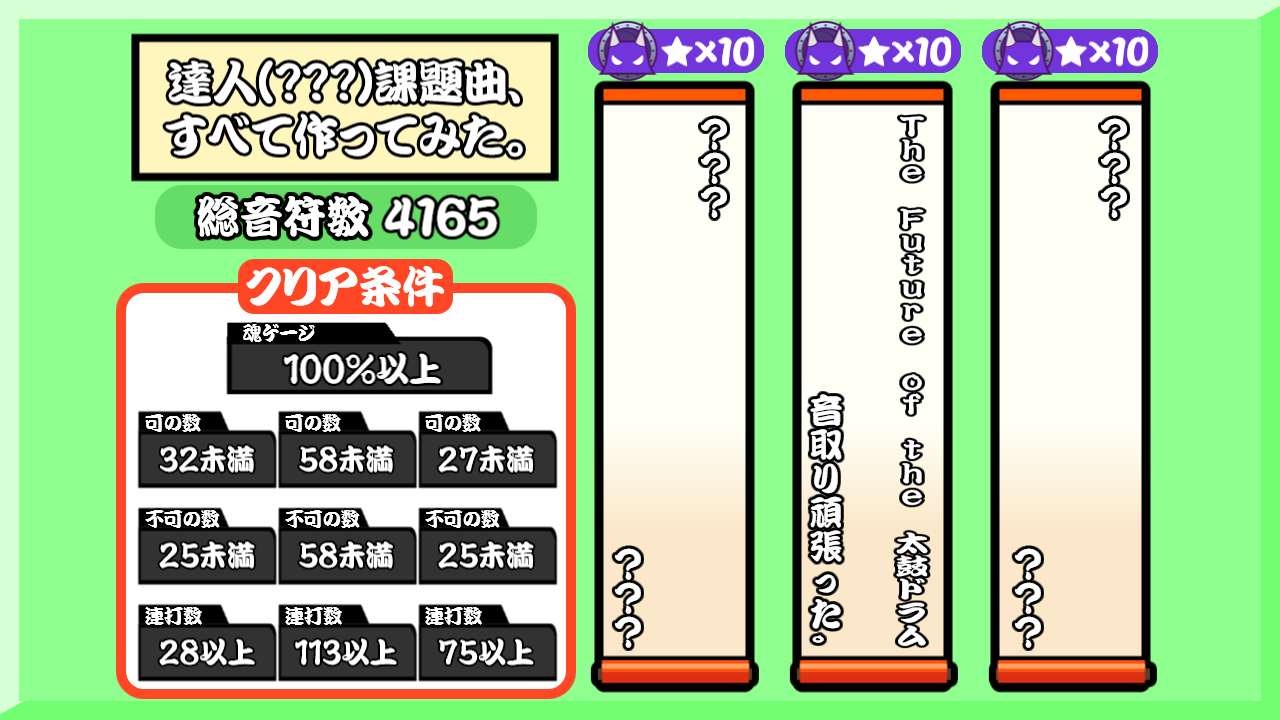 達人(???)課題曲、
すべて作ってみた。
総音符数 4165
クリア条件
魂ゲージ
100%以上
可の数
32未満
可の数
58未満
可の数
27未満
不可の数
25未満
不可の数
58未満
不可の数
25未満
連打数
28以上
連打数
113以上
連打数
75以上
★×10
???
???
★×10
The Future of the 太鼓ドラム
音取り頑張った。
★×10
???
???